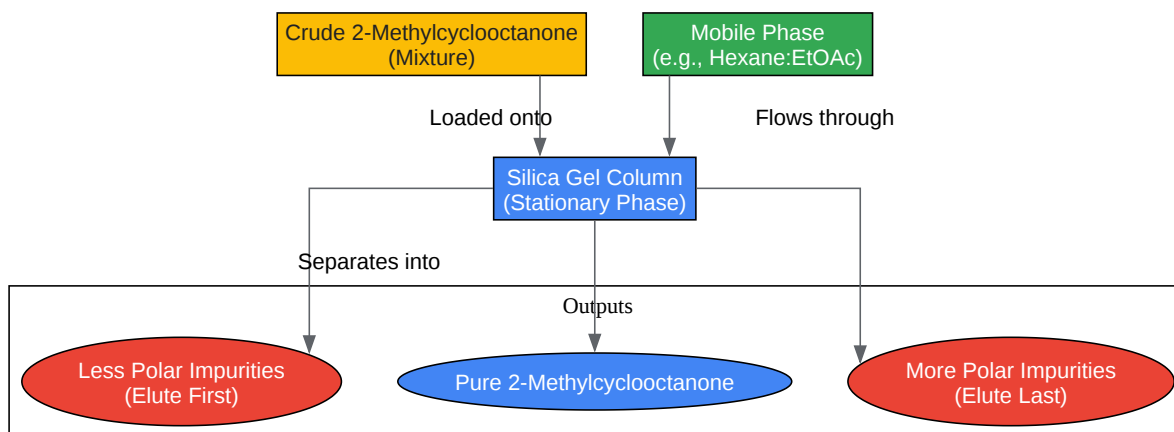 Crude 2-Methylcyclooctanone
(Mixture)
Mobile Phase
(e.g., Hexane:EtOAc)
Loaded onto
Flows through
Silica Gel Column
(Stationary Phase)
Separates into
Outputs
Less Polar Impurities
(Elute First)
Pure 2-Methylcyclooctanone
More Polar Impurities
(Elute Last)